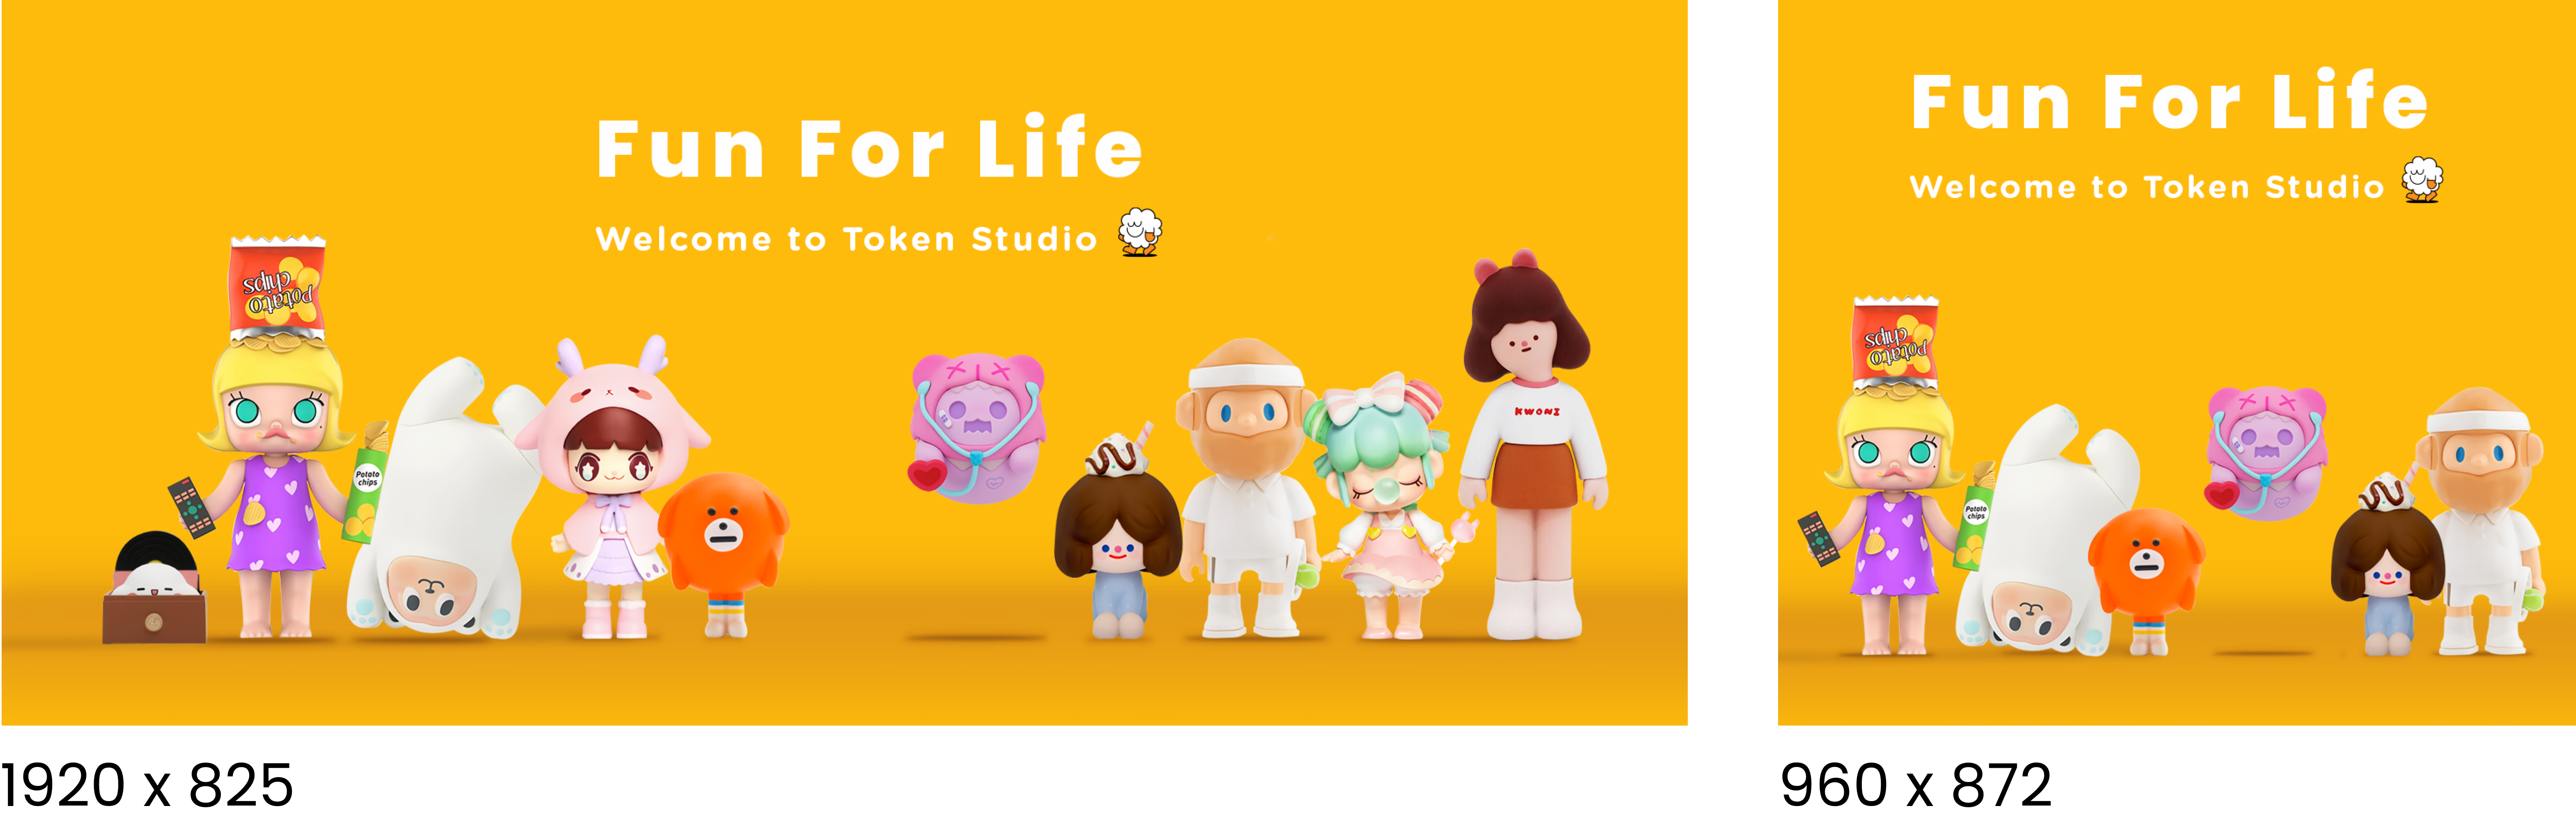 Fun For Life
Welcome to Token Studio
Potato
chips
Potato
chips
KWONI
1920 x 825
Fun For Life
Welcome to Token Studio
Potato
chips
Potato
chips
960 x 872